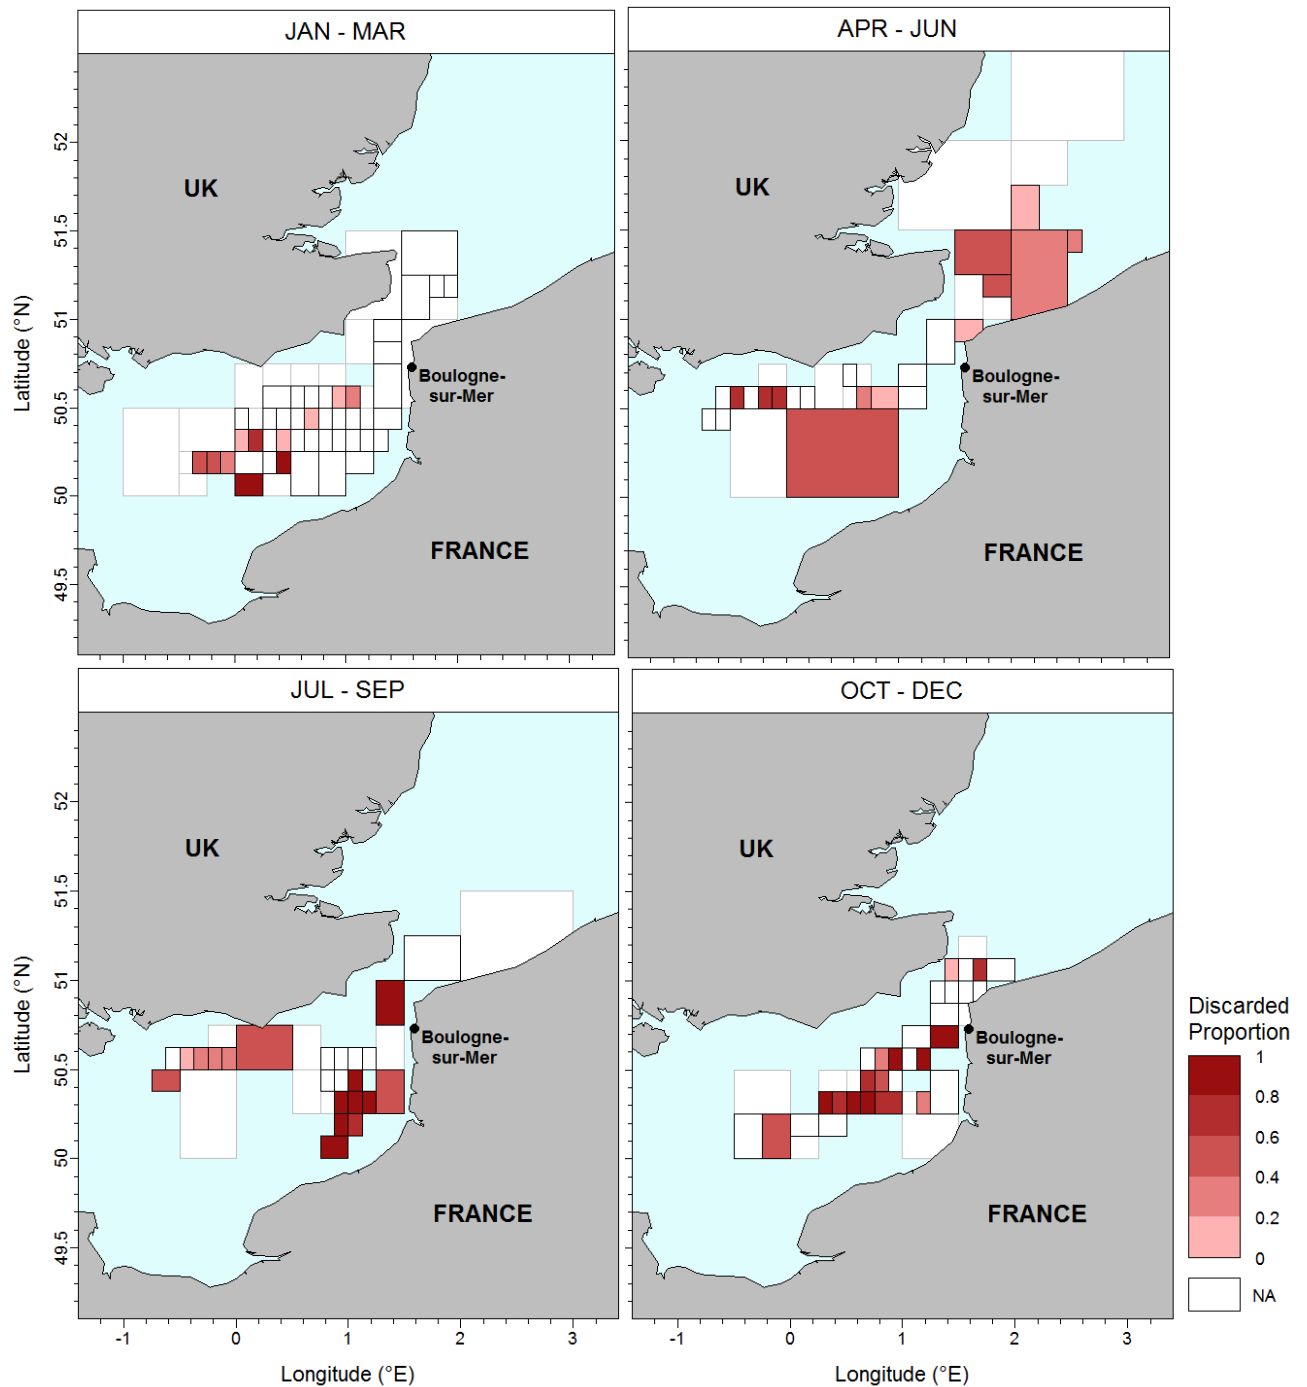 JAN - MAR
APR - JUN
52
51.5
51
50.5
50
49.5
Latitude (°N)
UK
Boulogne-
sur-Mer
FRANCE
UK
Boulogne-
sur-Mer
FRANCE
JUL - SEP
OCT - DEC
52
51.5
51
50.5
50
49.5
Latitude (°N)
UK
Boulogne-
sur-Mer
FRANCE
-1 0 1 2 3
Longitude (°E)
UK
Boulogne-
sur-Mer
FRANCE
-1 0 1 2 3
Longitude (°E)
Discarded
Proportion
1
0.8
0.6
0.4
0.2
0
NA